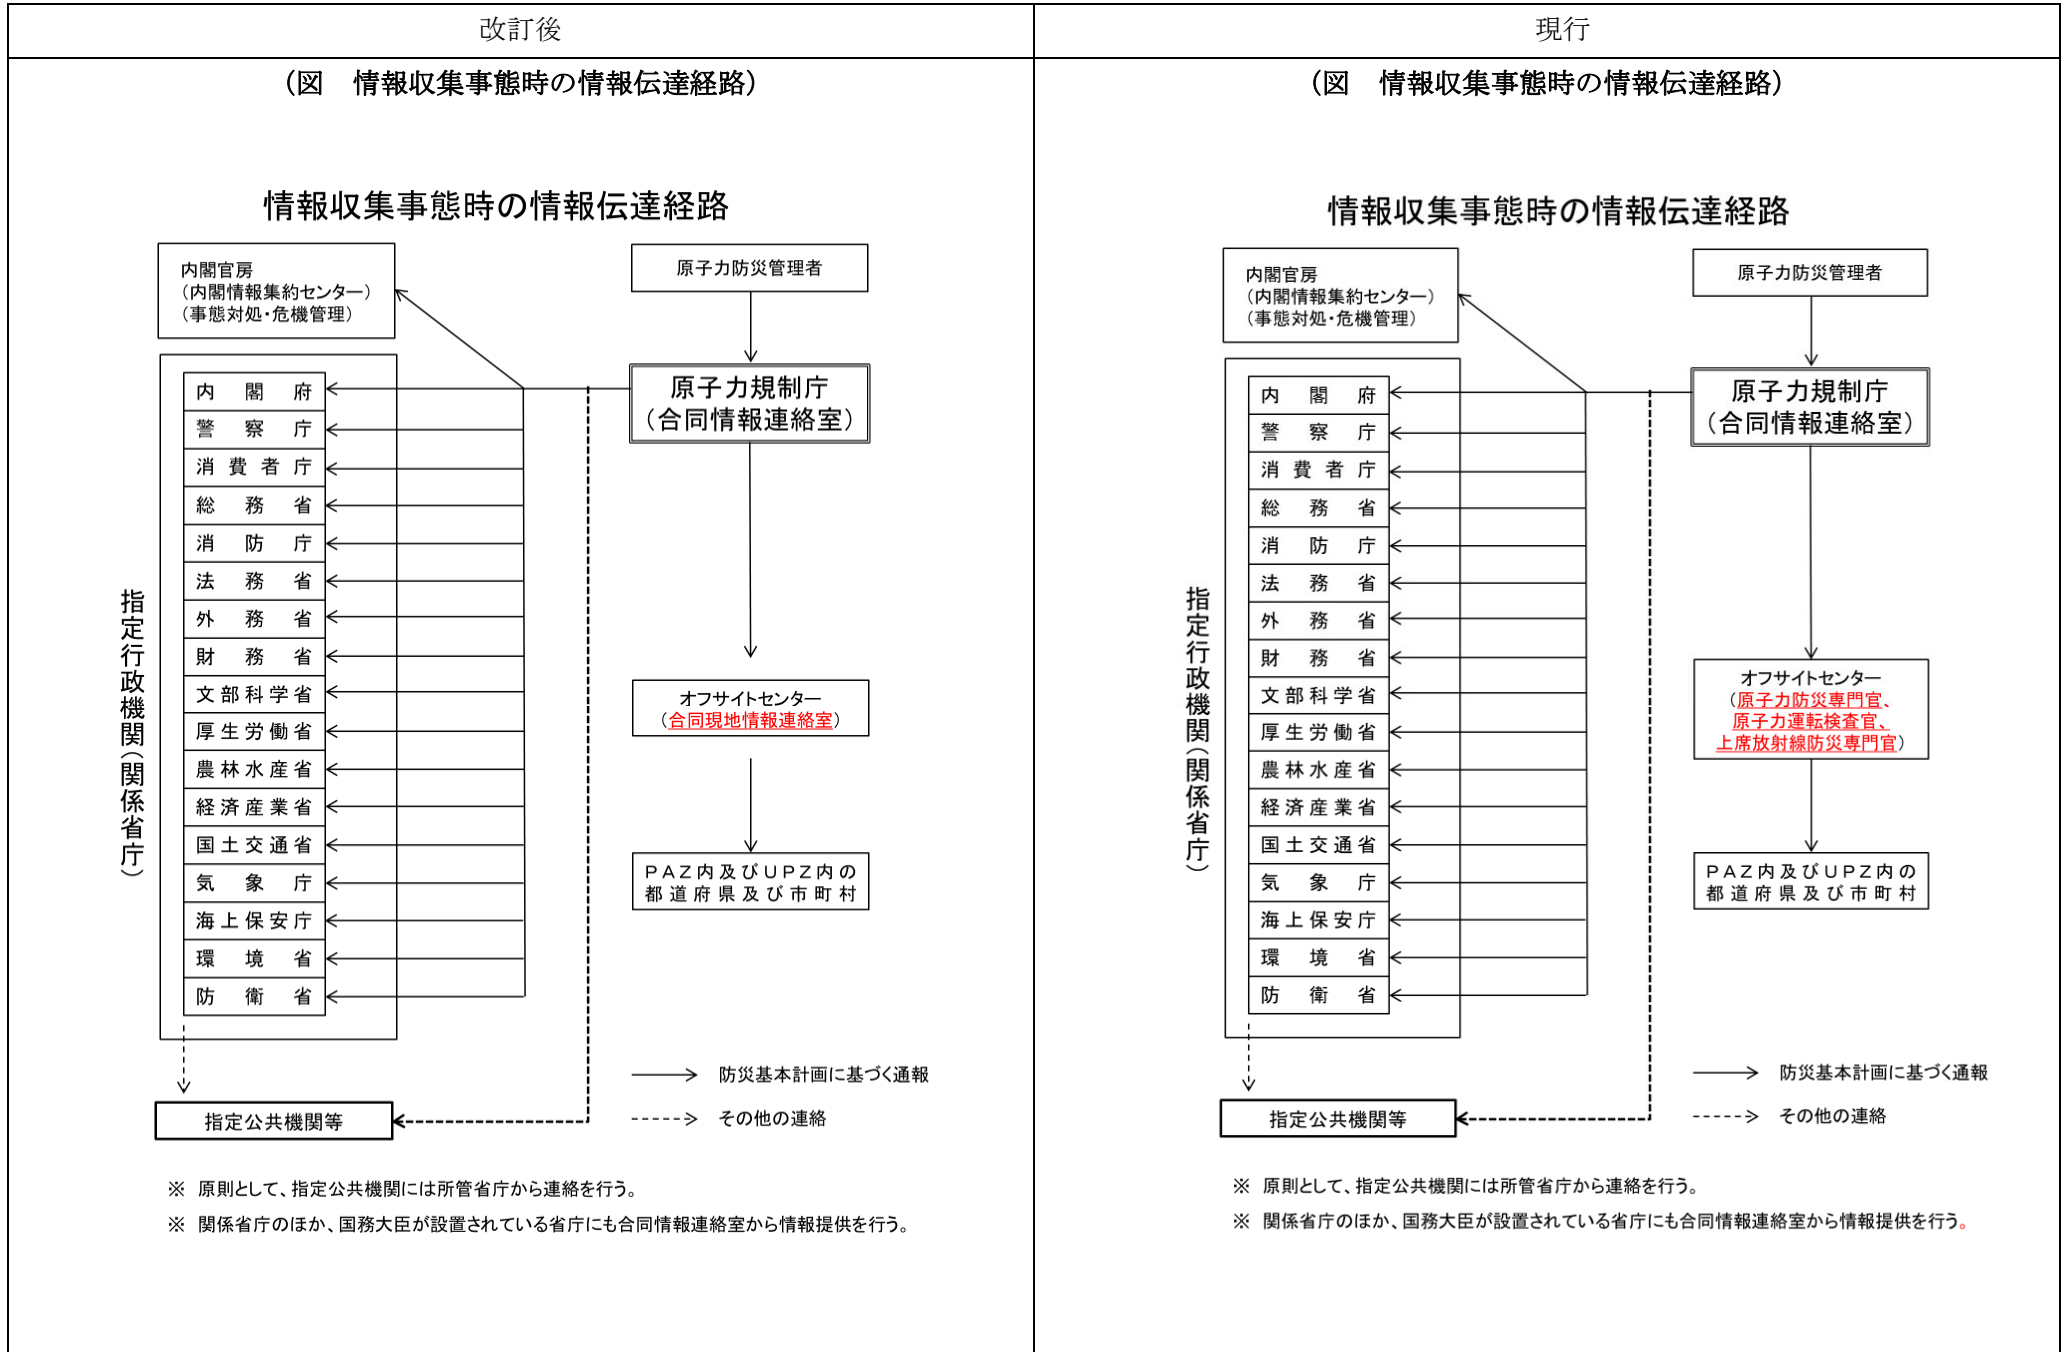 改訂後
(図　情報収集事態時の情報伝達経路)
情報収集事態時の情報伝達経路
内閣官房
(内閣情報集約センター)
(事態対処・危機管理)
原子力防災管理者
原子力規制庁
(合同情報連絡室)
指定行政機関(関係省庁)
内閣府
警察庁
消費者庁
総務省
消防庁
法務省
外務省
財務省
文部科学省
厚生労働省
農林水産省
経済産業省
国土交通省
気象庁
海上保安庁
環境省
防衛省
オフサイトセンター
(合同現地情報連絡室)
PAZ内及びUPZ内の
都道府県及び市町村
指定公共機関等
防災基本計画に基づく通報
その他の連絡
※ 原則として、指定公共機関には所管省庁から連絡を行う。
※ 関係省庁のほか、国務大臣が設置されている省庁にも合同情報連絡室から情報提供を行う。
現行
(図　情報収集事態時の情報伝達経路)
情報収集事態時の情報伝達経路
内閣官房
(内閣情報集約センター)
(事態対処・危機管理)
原子力防災管理者
原子力規制庁
(合同情報連絡室)
指定行政機関(関係省庁)
内閣府
警察庁
消費者庁
総務省
消防庁
法務省
外務省
財務省
文部科学省
厚生労働省
農林水産省
経済産業省
国土交通省
気象庁
海上保安庁
環境省
防衛省
オフサイトセンター
(原子力防災専門官、
原子力運転検査官、
上席放射線防災専門官)
PAZ内及びUPZ内の
都道府県及び市町村
指定公共機関等
防災基本計画に基づく通報
その他の連絡
※ 原則として、指定公共機関には所管省庁から連絡を行う。
※ 関係省庁のほか、国務大臣が設置されている省庁にも合同情報連絡室から情報提供を行う。